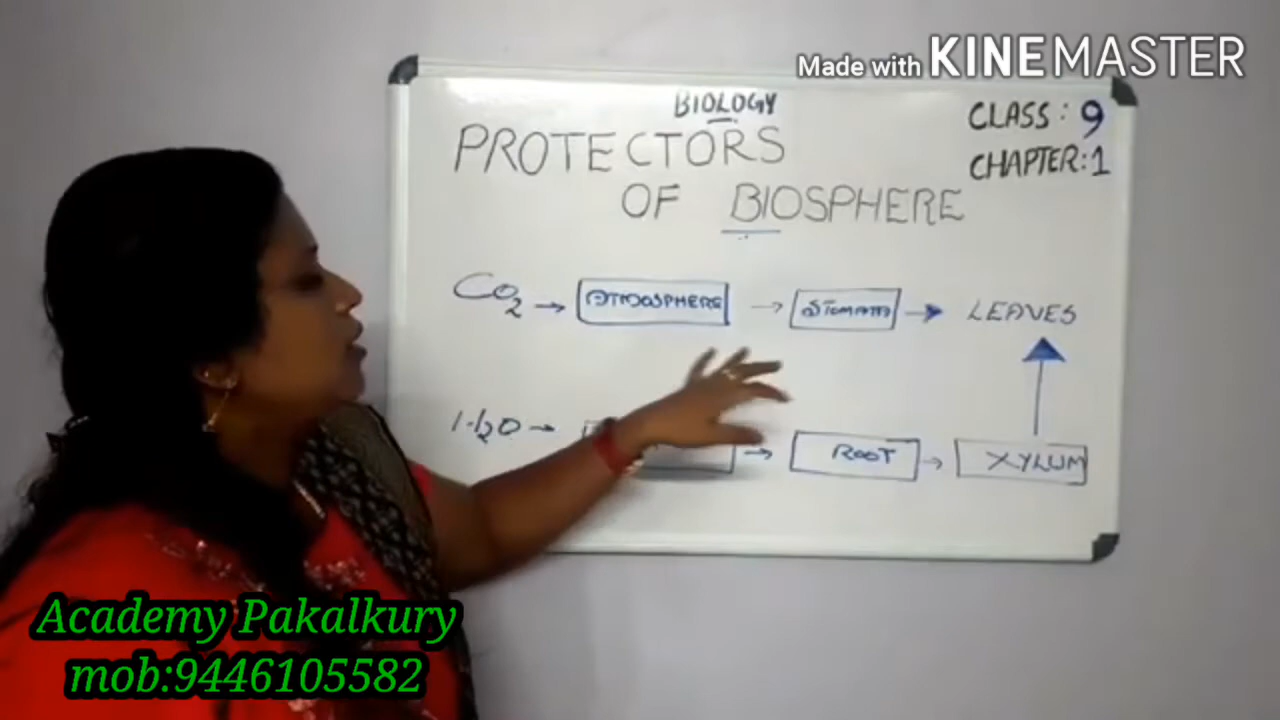 Made with KINEMASTER
BIOLOGY
PROTECTORS
OF BIOSPHERE
CLASS: 9
CHAPTER:1
CO2 → ATMOSPHERE → STOMATA → LEAVES
H2O → → ROOT → XYLUM
Academy Pakalkury
mob:9446105582